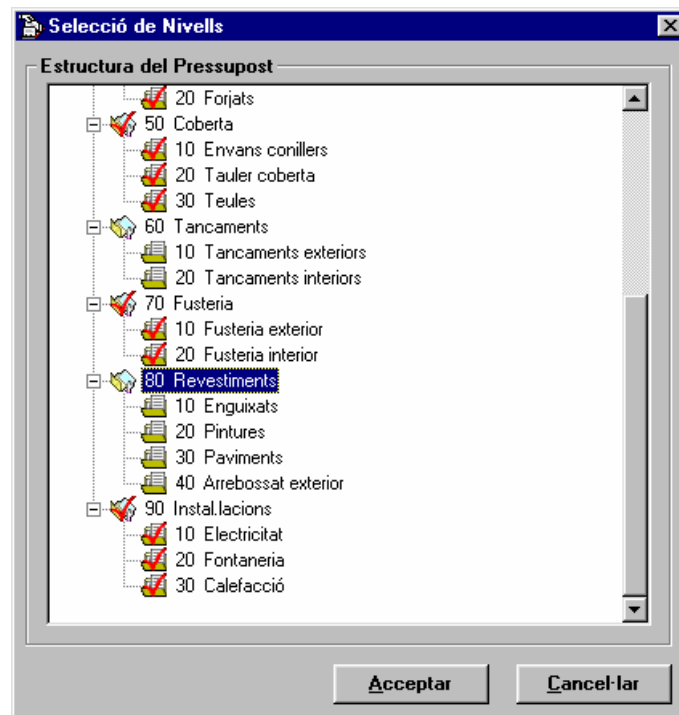 Selecció de Nivells
Estructura del Pressupost
20 Forjats
50 Coberta
10 Envans conillers
20 Tauler coberta
30 Teules
60 Tancaments
10 Tancaments exteriors
20 Tancaments interiors
70 Fusteria
10 Fusteria exterior
20 Fusteria interior
80 Revestiments
10 Enguixats
20 Pintures
30 Paviments
40 Arrebossat exterior
90 Instal.lacions
10 Electricitat
20 Fontaneria
30 Calefacció
Acceptar
Cancel·lar